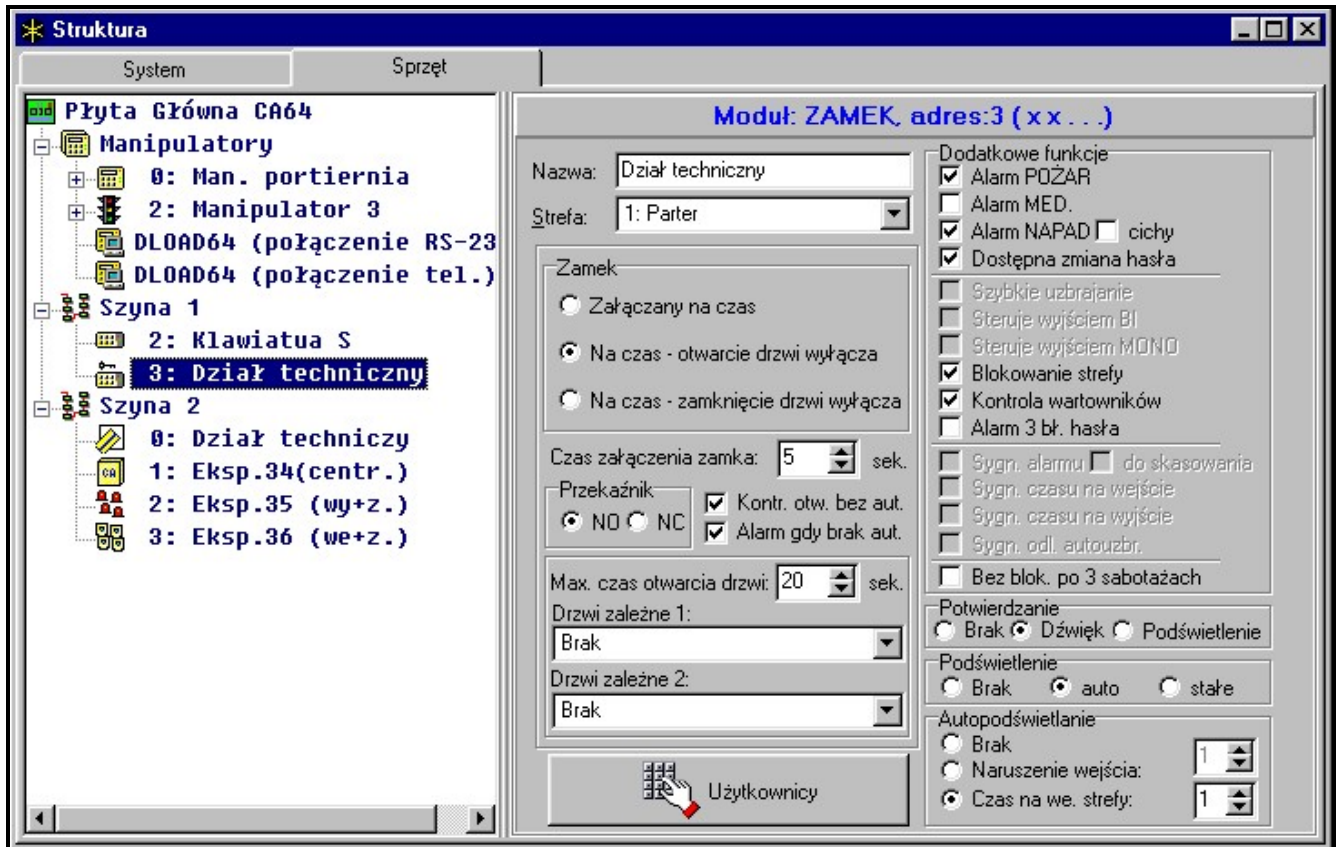 Struktura
System
Sprzęt
Płyta Główna CA64
Manipulatory
0: Man. portiernia
2: Manipulator 3
DLOAD64 (połączenie RS-23
DLOAD64 (połączenie tel.)
Szyna 1
2: Klawiatua S
3: Dział techniczny
Szyna 2
0: Dział techniczy
1: Eksp.34(centr.)
2: Eksp.35 (wy+z.)
3: Eksp.36 (we+z.)
Moduł: ZAMEK, adres:3 ( x x . . .)
Nazwa: Dział techniczny
Strefa: 1: Parter
Zamek
Załączany na czas
Na czas - otwarcie drzwi wyłącza
Na czas - zamknięcie drzwi wyłącza
Czas załączenia zamka: 5 sek.
Przekaźnik
NO NC
Kontr. otw. bez aut.
Alarm gdy brak aut.
Max. czas otwarcia drzwi: 20 sek.
Drzwi zależne 1:
Brak
Drzwi zależne 2:
Brak
Użytkownicy
Dodatkowe funkcje
Alarm POŻAR
Alarm MED.
Alarm NAPAD cichy
Dostępna zmiana hasła
Szybkie uzbrajanie
Steruje wyjściem BI
Steruje wyjściem MONO
Blokowanie strefy
Kontrola wartowników
Alarm 3 bł. hasła
Sygn. alarmu do skasowania
Sygn. czasu na wejście
Sygn. czasu na wyjście
Sygn. odl. autouzbr.
Bez blok. po 3 sabotażach
Potwierdzanie
Brak Dźwięk Podświetlenie
Podświetlenie
Brak auto stałe
Autopodświetlanie
Brak
Naruszenie wejścia: 1
Czas na we. strefy: 1